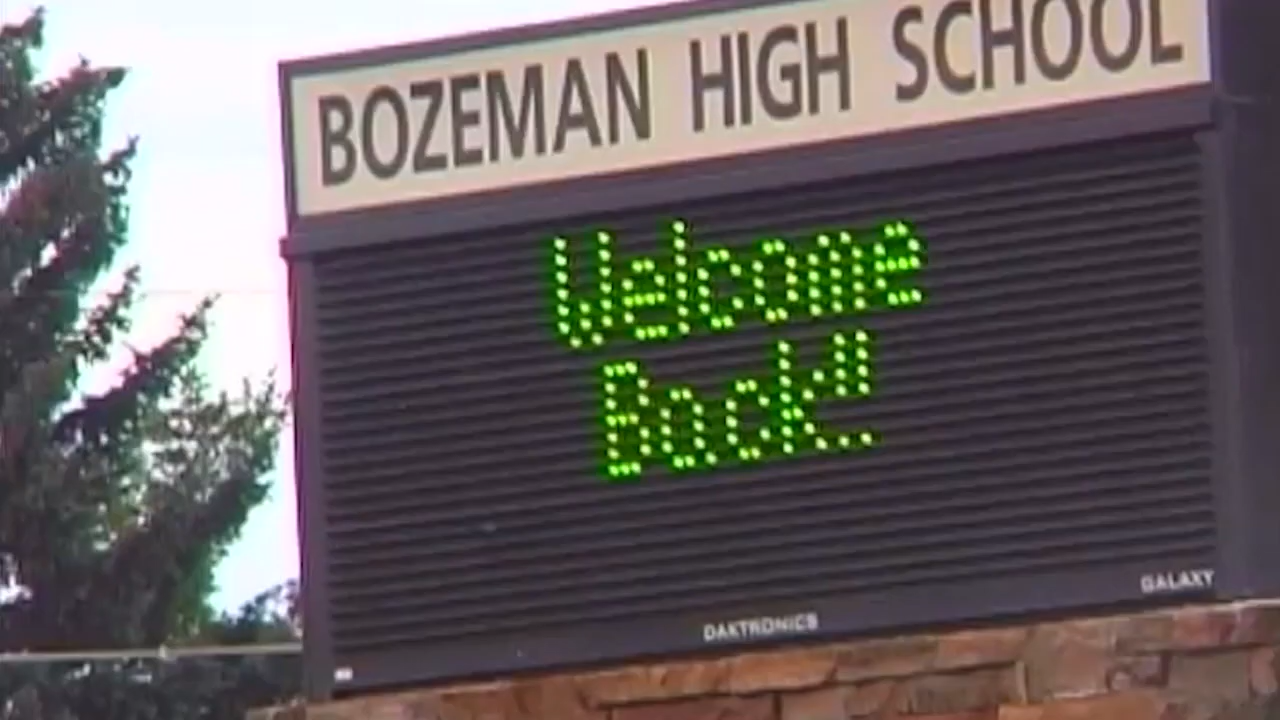 BOZEMAN HIGH SCHOOL
Welcome
Back!!
DAKTRONICS
GALAXY